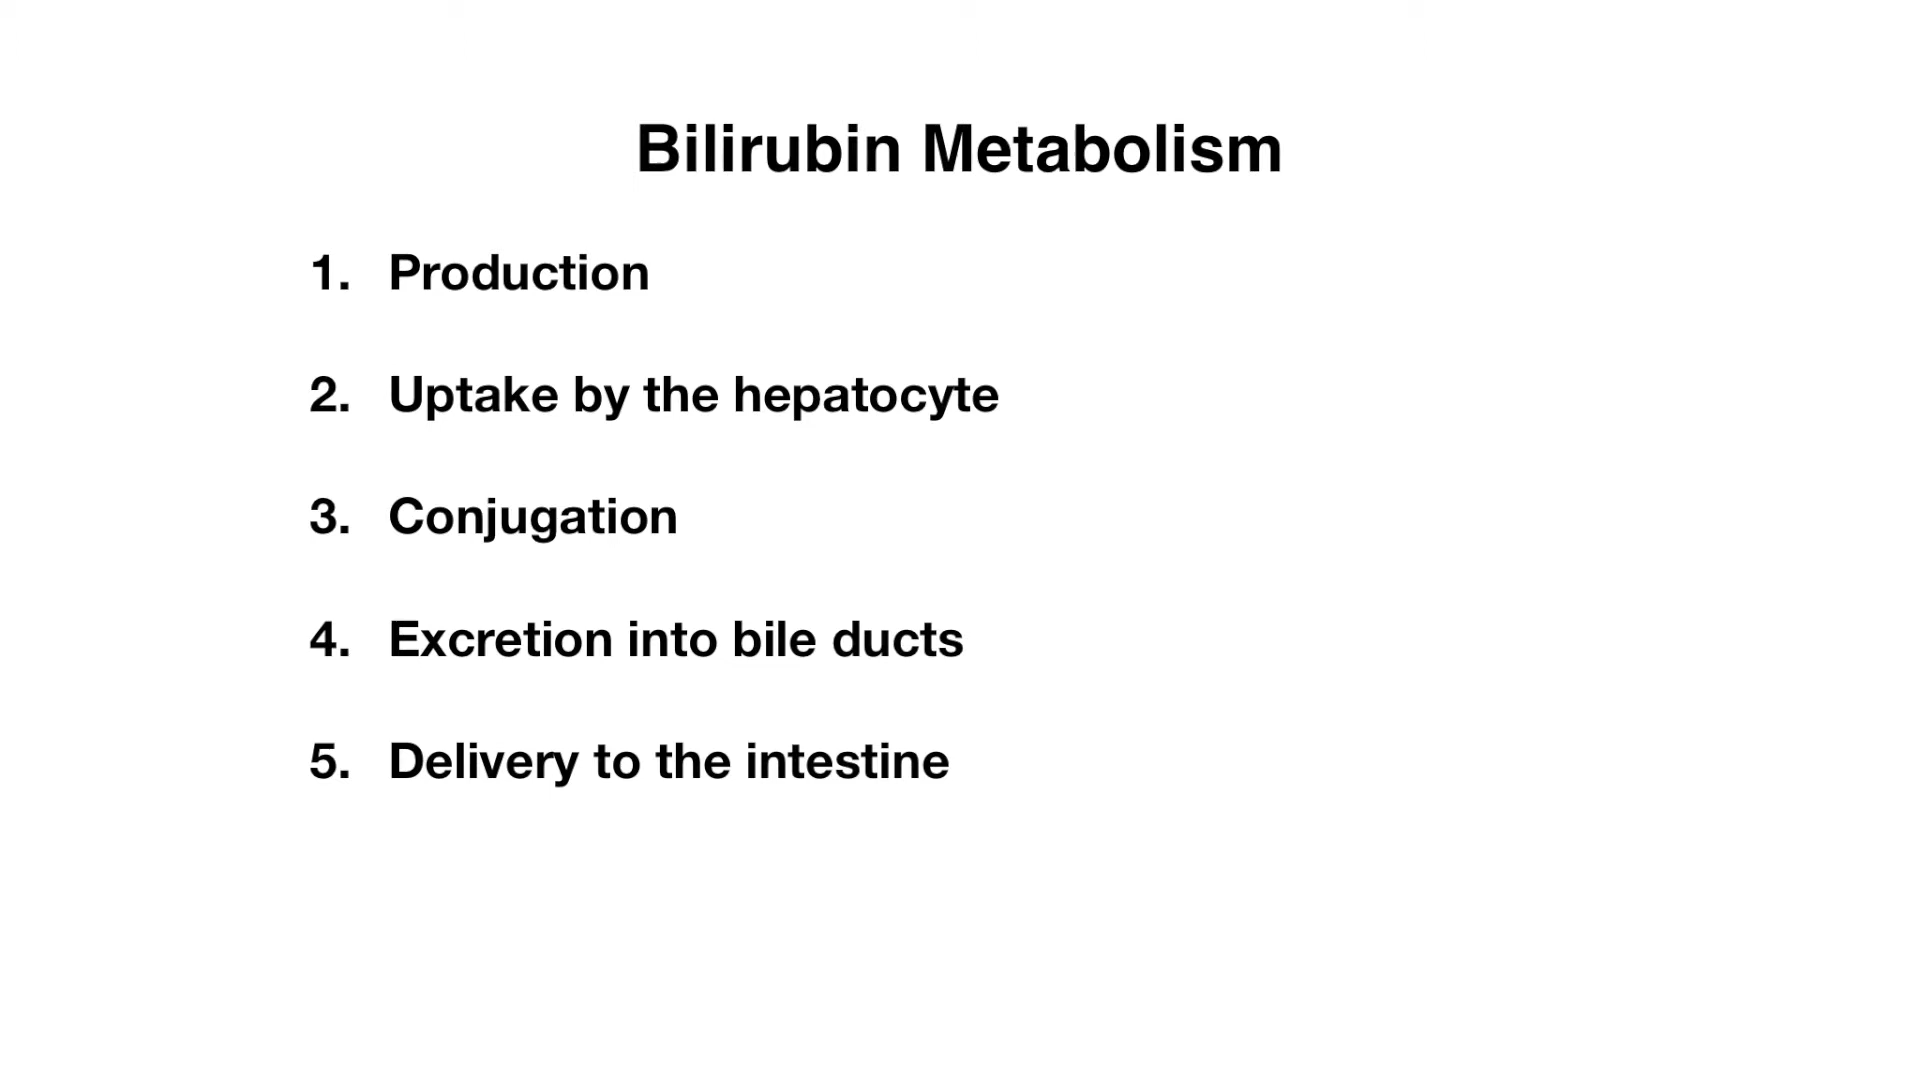 Bilirubin Metabolism
1. Production
2. Uptake by the hepatocyte
3. Conjugation
4. Excretion into bile ducts
5. Delivery to the intestine